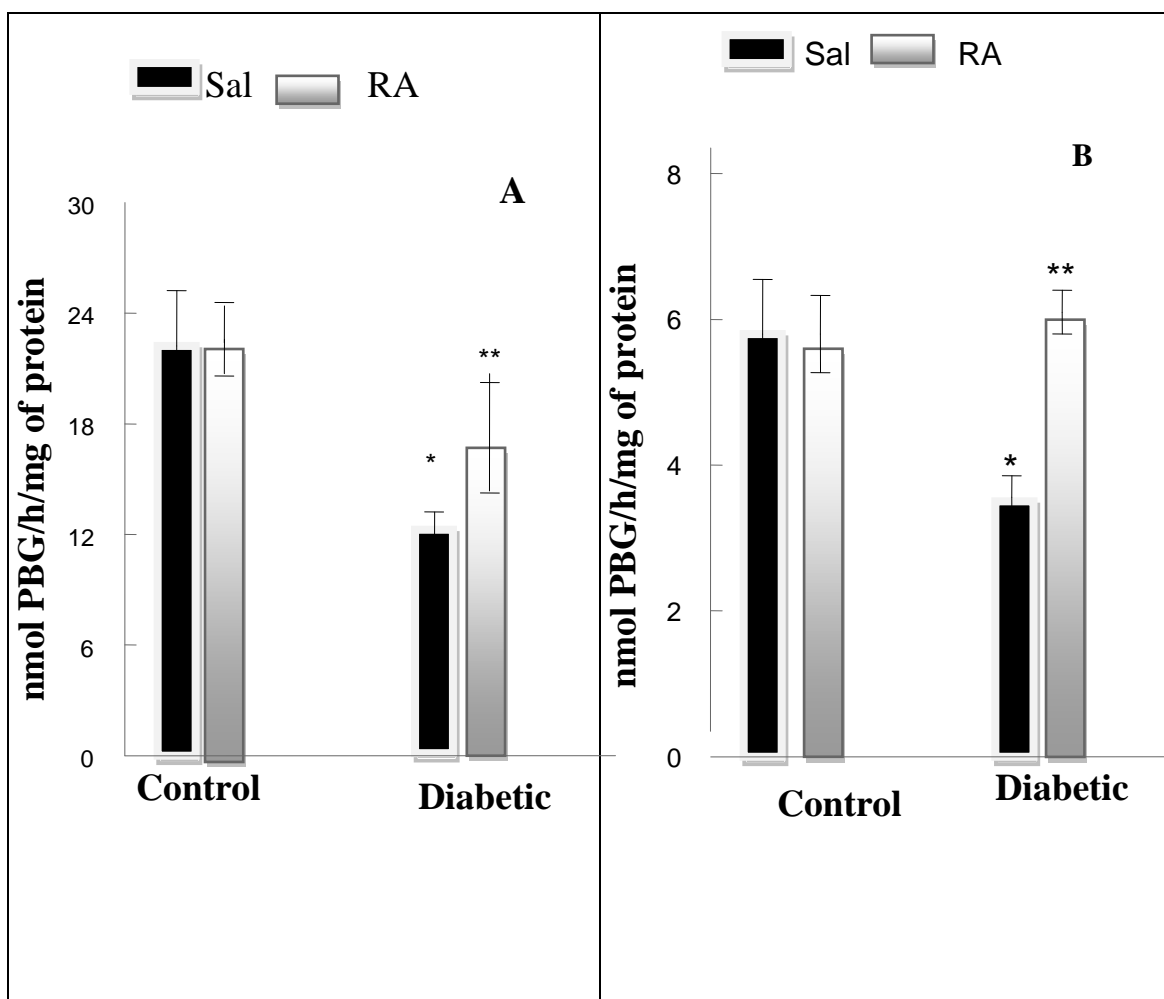 Sal RA
A
30
24
18
12
6
0
nmol PBG/h/mg of protein
*
**
Control Diabetic
Sal RA
B
8
6
4
2
0
nmol PBG/h/mg of protein
*
**
Control Diabetic